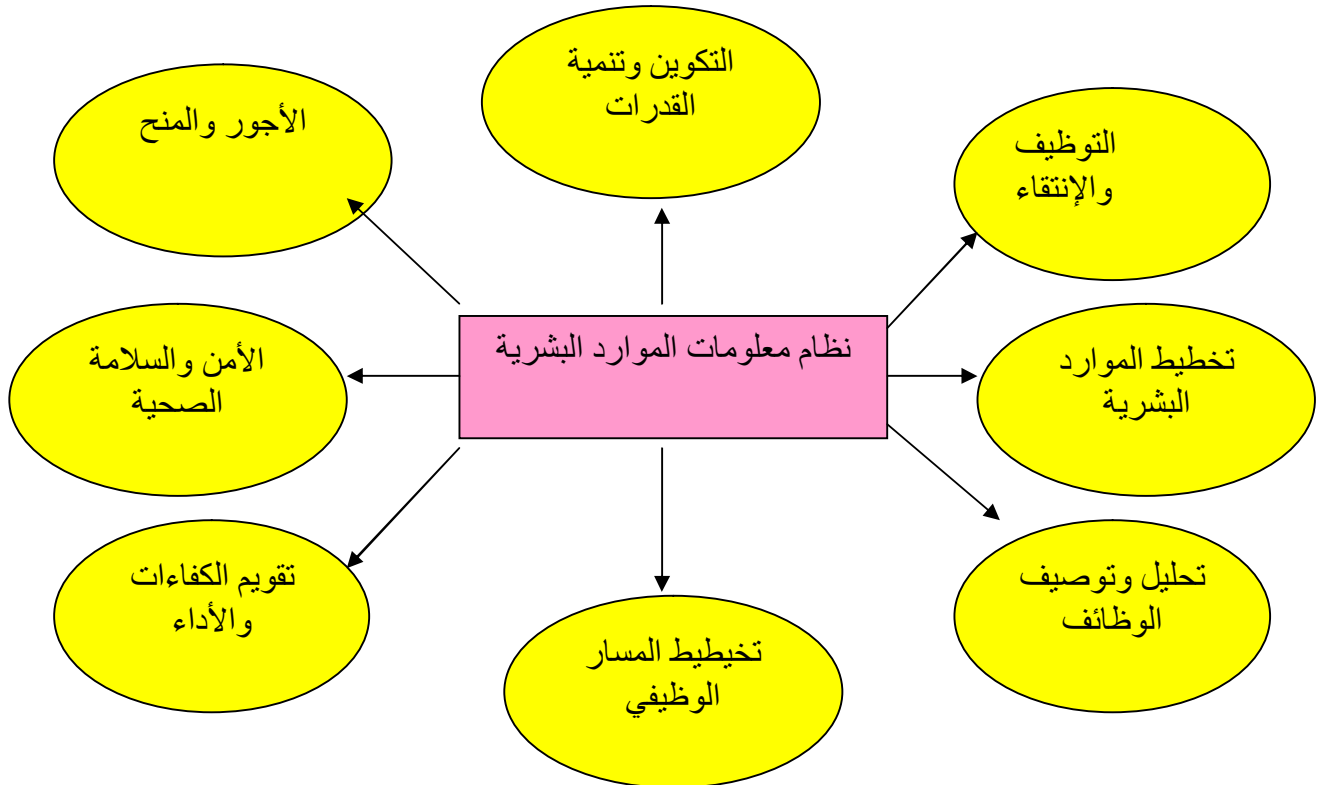 التكوين وتنمية
القدرات
التوظيف
والإنتقاء
الأجور والمنح
نظام معلومات الموارد البشرية
تخطيط الموارد
البشرية
الأمن والسلامة
الصحية
تحليل وتوصيف
الوظائف
تقويم الكفاءات
والأداء
تخيطيط المسار
الوظيفي